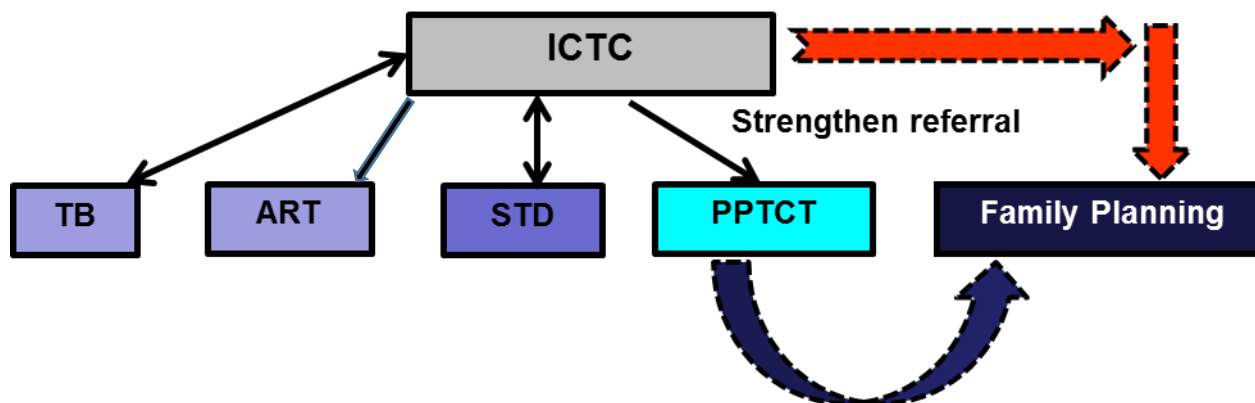 ICTC
Strengthen referral
TB
ART
STD
PPTCT
Family Planning